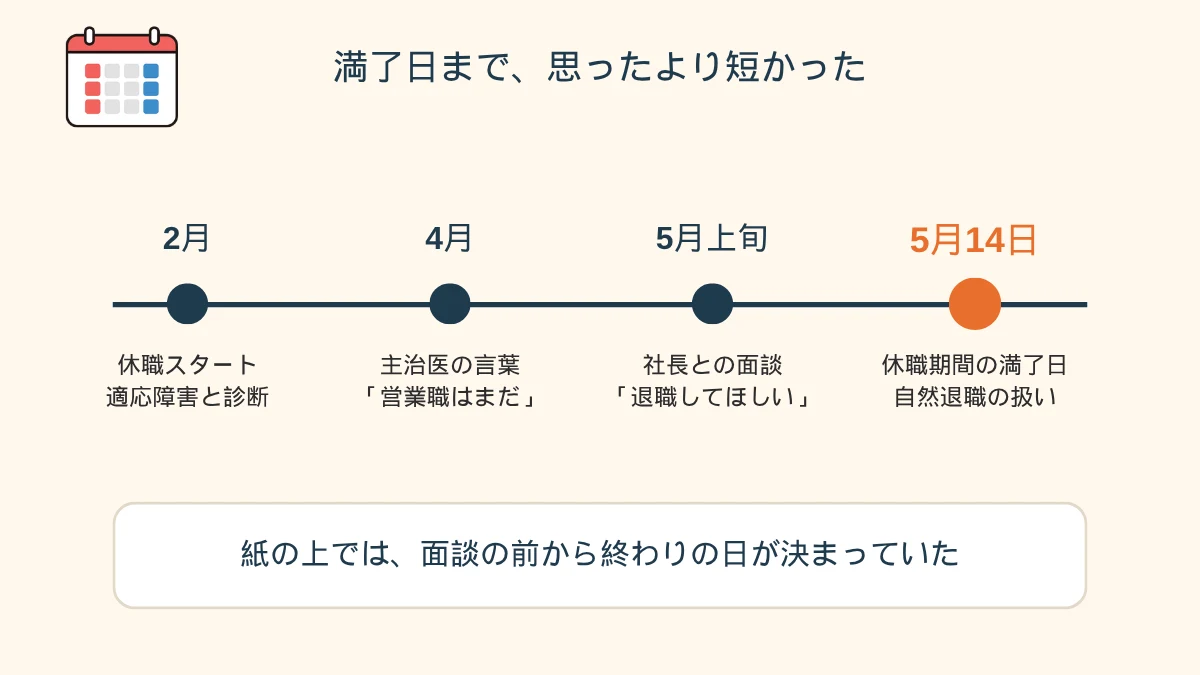 満了日まで、思ったより短かった
2月
4月
5月上旬
5月14日
休職スタート
適応障害と診断
主治医の言葉
「営業職はまだ」
社長との面談
「退職してほしい」
休職期間の満了日
自然退職の扱い
紙の上では、面談の前から終わりの日が決まっていた